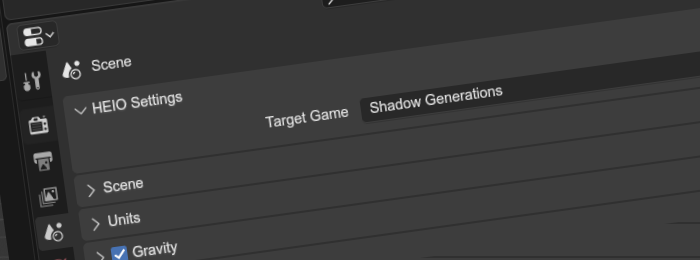 Scene
HEIO Settings
Target Game Shadow Generations
Scene
Units
Gravity